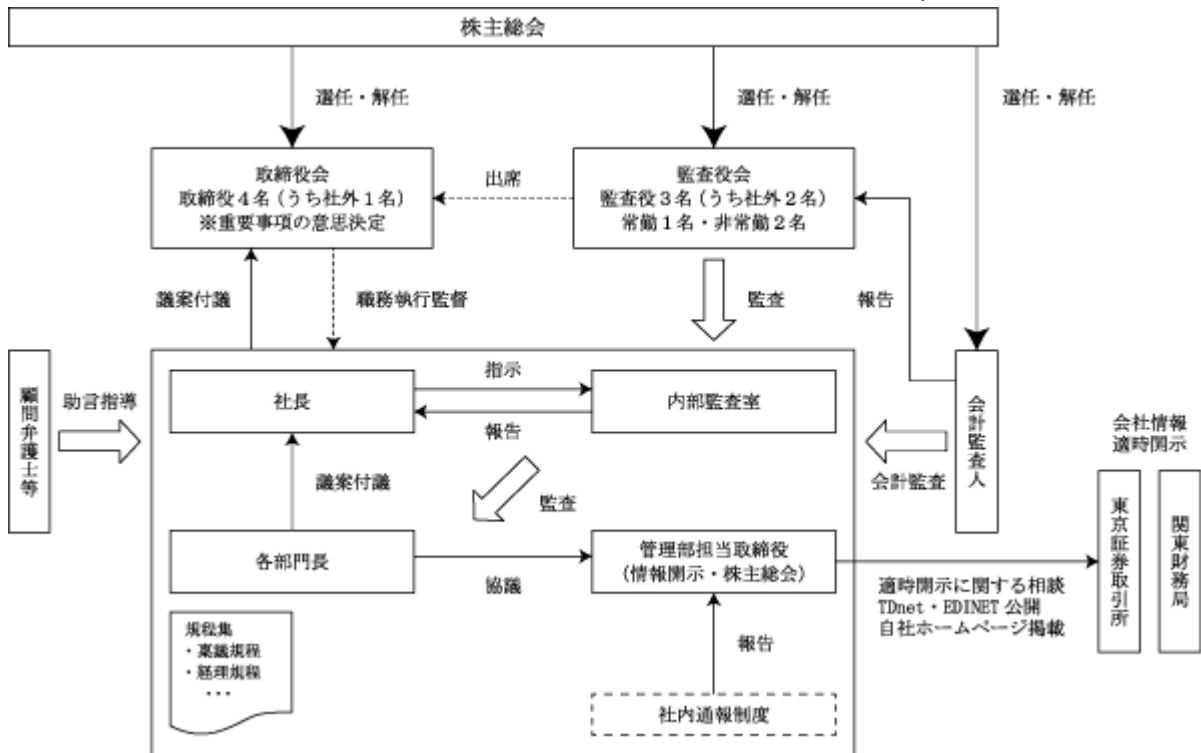 株主総会
選任・解任
選任・解任
選任・解任
取締役会
取締役4名(うち社外1名)
※重要事項の意思決定
出席
監査役会
監査役3名(うち社外2名)
常勤1名・非常勤2名
議案付議
職務執行監督
監査
報告
顧問弁護士等
助言指導
社長
指示
報告
内部監査室
会計監査人
会計監査
会社情報
適時開示
議案付議
監査
各部門長
協議
管理部担当取締役
(情報開示・株主総会)
適時開示に関する相談
TDnet・EDINET 公開
自社ホームページ掲載
東京証券取引所
関東財務局
規程集
・稟議規程
・経理規程
・・・
報告
社内通報制度